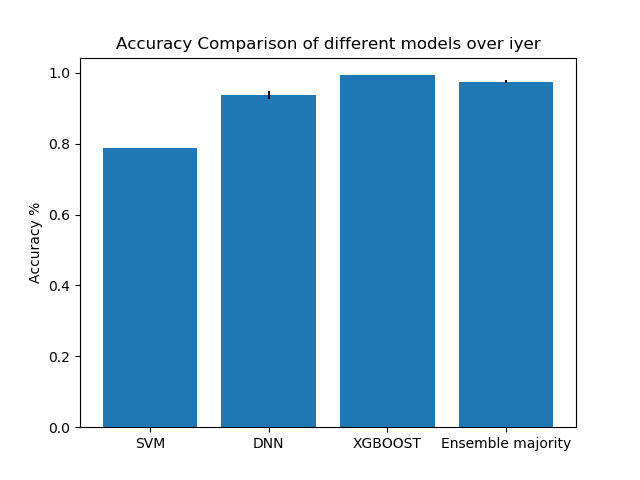 Accuracy Comparison of different models over iyer
Accuracy %
1.0
0.8
0.6
0.4
0.2
0.0
SVM DNN XGBOOST Ensemble majority